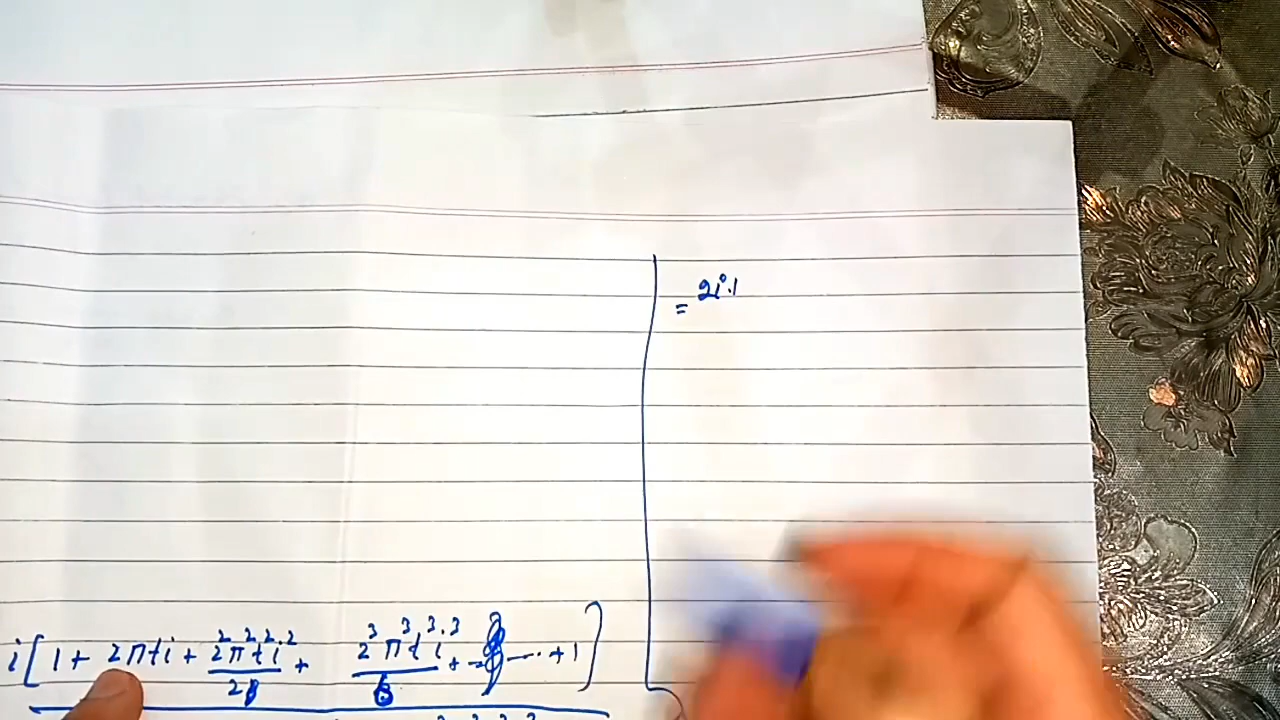 = 2i.1
i[1 + 2πti + 2²π²t²i²/2 + 2³π³t³i³/6 + ---- + 1]